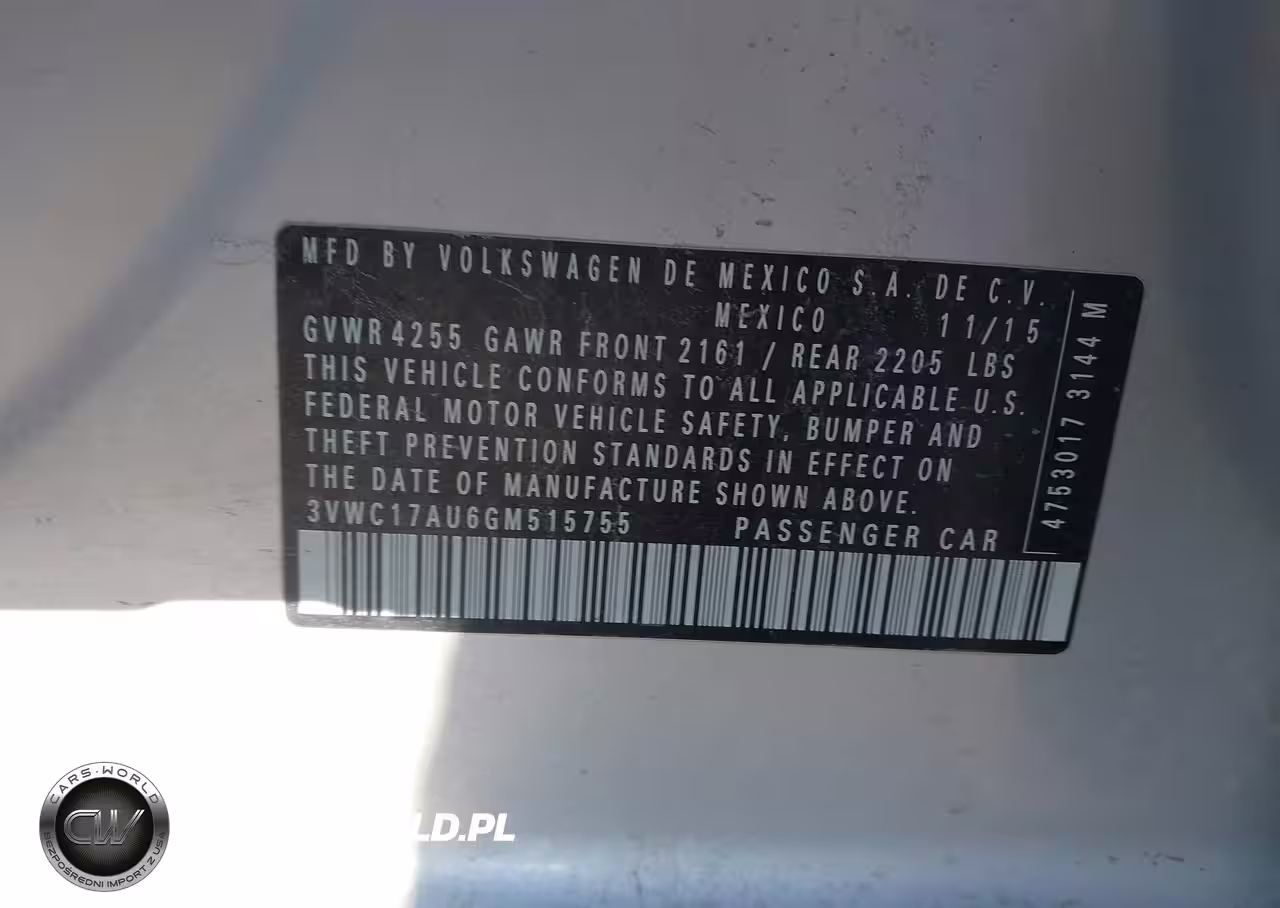 MFD BY VOLKSWAGEN DE MEXICO S.A. DE C.V.
MEXICO 11/15
GVWR 4255 GAWR FRONT 2161 / REAR 2205 LBS
THIS VEHICLE CONFORMS TO ALL APPLICABLE U.S.
FEDERAL MOTOR VEHICLE SAFETY, BUMPER AND
THEFT PREVENTION STANDARDS IN EFFECT ON
THE DATE OF MANUFACTURE SHOWN ABOVE.
3VWC17AU6GM515755 PASSENGER CAR
4753017 3144 M
CARS-WORLD
CW
BEZPOŚREDNI IMPORT Z USA
LD.PL